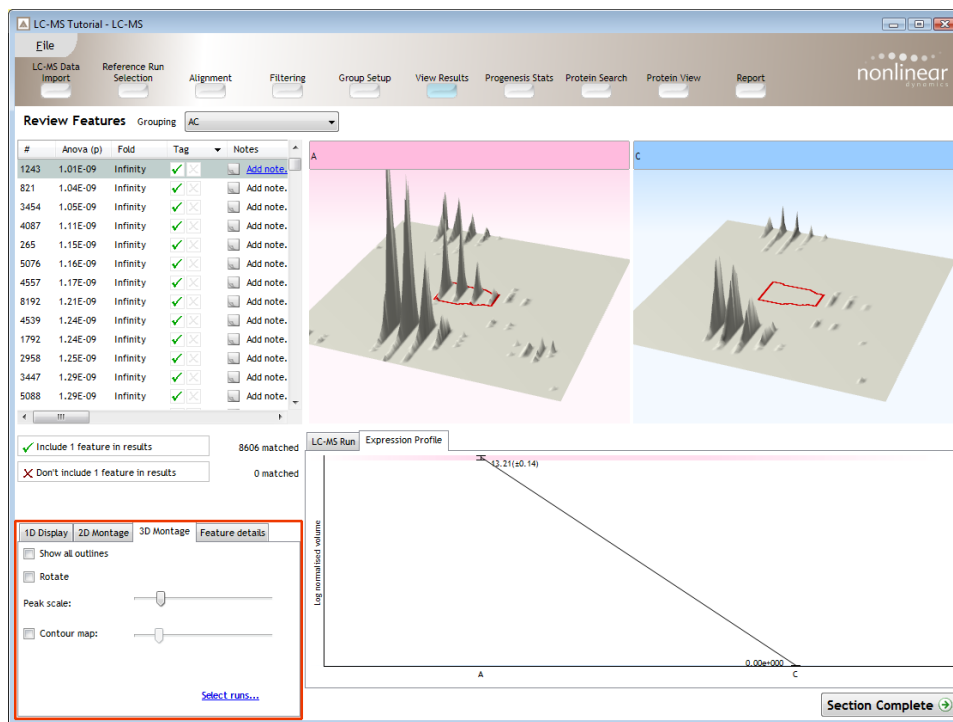 LC-MS Tutorial - LC-MS
File
LC-MS Data Import
Reference Run Selection
Alignment
Filtering
Group Setup
View Results
Progenesis Stats
Protein Search
Protein View
Report
nonlinear
dynamics
Review Features Grouping AC
# Anova (p) Fold Tag Notes
1243 1.01E-09 Infinity Add note.
821 1.04E-09 Infinity Add note.
3454 1.05E-09 Infinity Add note.
4087 1.11E-09 Infinity Add note.
265 1.15E-09 Infinity Add note.
5076 1.16E-09 Infinity Add note.
4557 1.17E-09 Infinity Add note.
8192 1.21E-09 Infinity Add note.
4539 1.24E-09 Infinity Add note.
1792 1.24E-09 Infinity Add note.
2958 1.25E-09 Infinity Add note.
3447 1.29E-09 Infinity Add note.
5088 1.29E-09 Infinity Add note.
A
C
Include 1 feature in results 8606 matched
Don't include 1 feature in results 0 matched
LC-MS Run Expression Profile
13.21(±0.14)
Log normalised volume
0.00e+000
A C
1D Display 2D Montage 3D Montage Feature details
Show all outlines
Rotate
Peak scale:
Contour map:
Select runs...
Section Complete